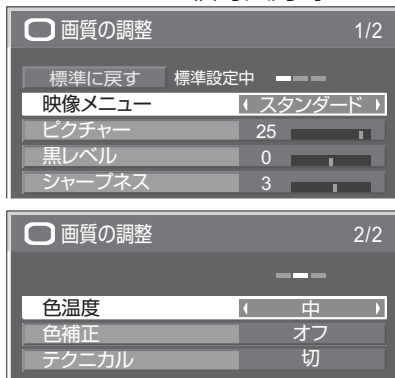 画質の調整 1/2
標準に戻す 標準設定中
映像メニュー スタンダード
ピクチャー 25
黒レベル 0
シャープネス 3
画質の調整 2/2
色温度 中
色補正 オフ
テクニカル 切